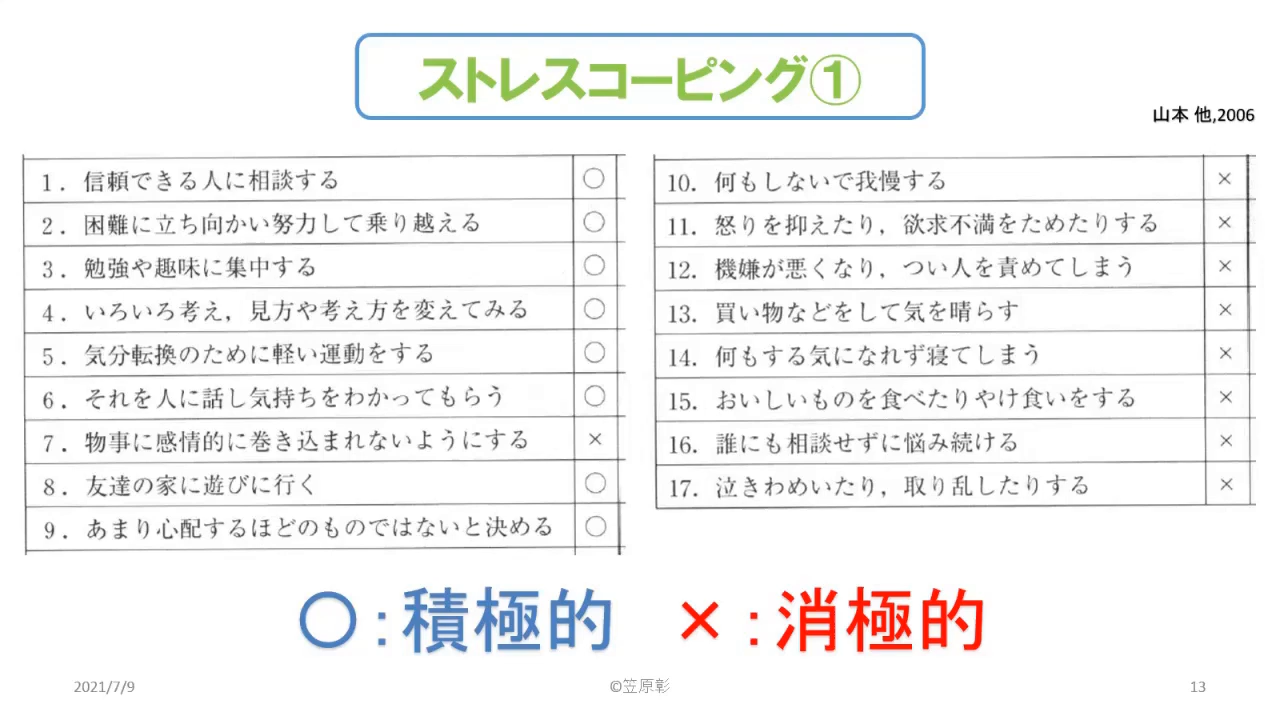 ストレスコーピング①
山本 他,2006
1. 信頼できる人に相談する ○
2. 困難に立ち向かい努力して乗り越える ○
3. 勉強や趣味に集中する ○
4. いろいろ考え，見方や考え方を変えてみる ○
5. 気分転換のために軽い運動をする ○
6. それを人に話し気持ちをわかってもらう ○
7. 物事に感情的に巻き込まれないようにする ×
8. 友達の家に遊びに行く ○
9. あまり心配するほどのものではないと決める ○
10. 何もしないで我慢する ×
11. 怒りを抑えたり，欲求不満をためたりする ×
12. 機嫌が悪くなり，つい人を責めてしまう ×
13. 買い物などをして気を晴らす ×
14. 何もする気になれず寝てしまう ×
15. おいしいものを食べたりやけ食いをする ×
16. 誰にも相談せずに悩み続ける ×
17. 泣きわめいたり，取り乱したりする ×
○:積極的 ×:消極的
2021/7/9 ©笠原彰 13